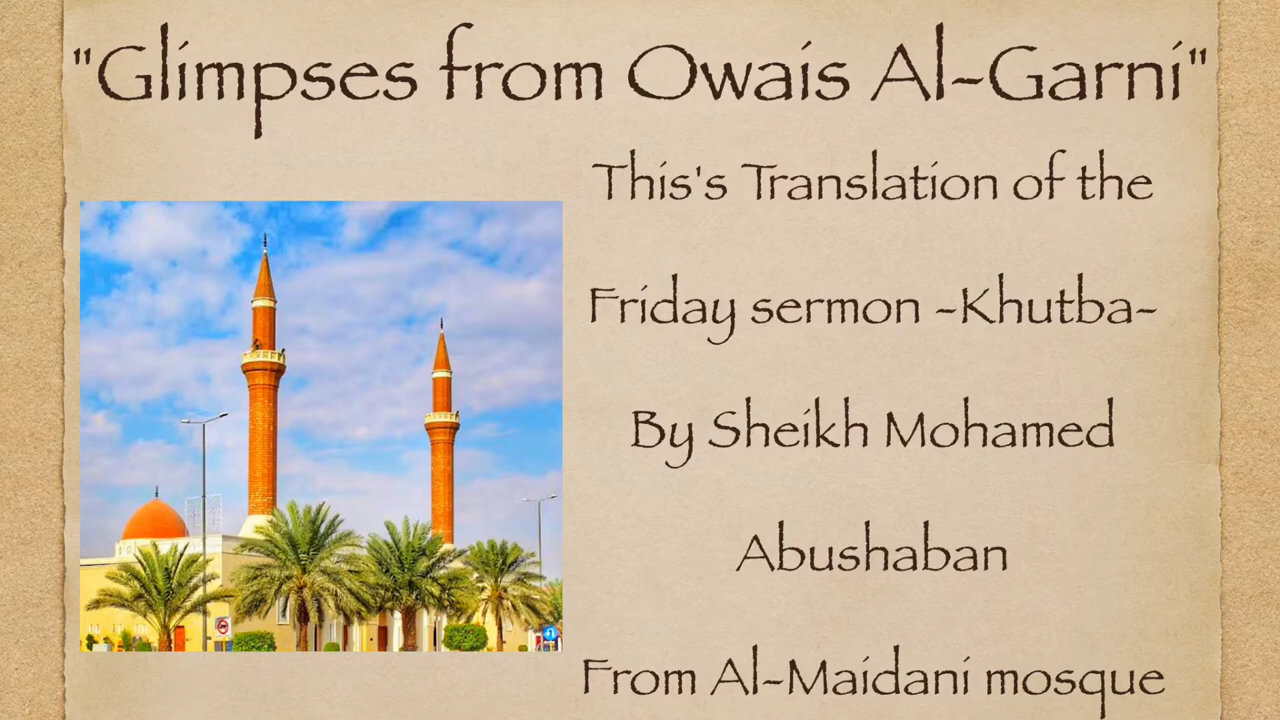 "Glimpses from Owais Al-Garni"
This's Translation of the
Friday sermon -Khutba-
By Sheikh Mohamed
Abushaban
From Al-Maidani mosque